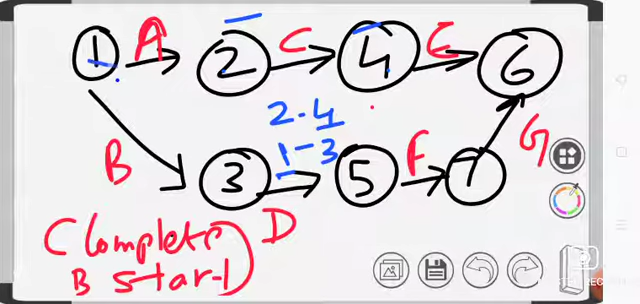 A C E
1 2 4 6
2-4
1-3
B F G
3 5 7
D
C Complete
B Start